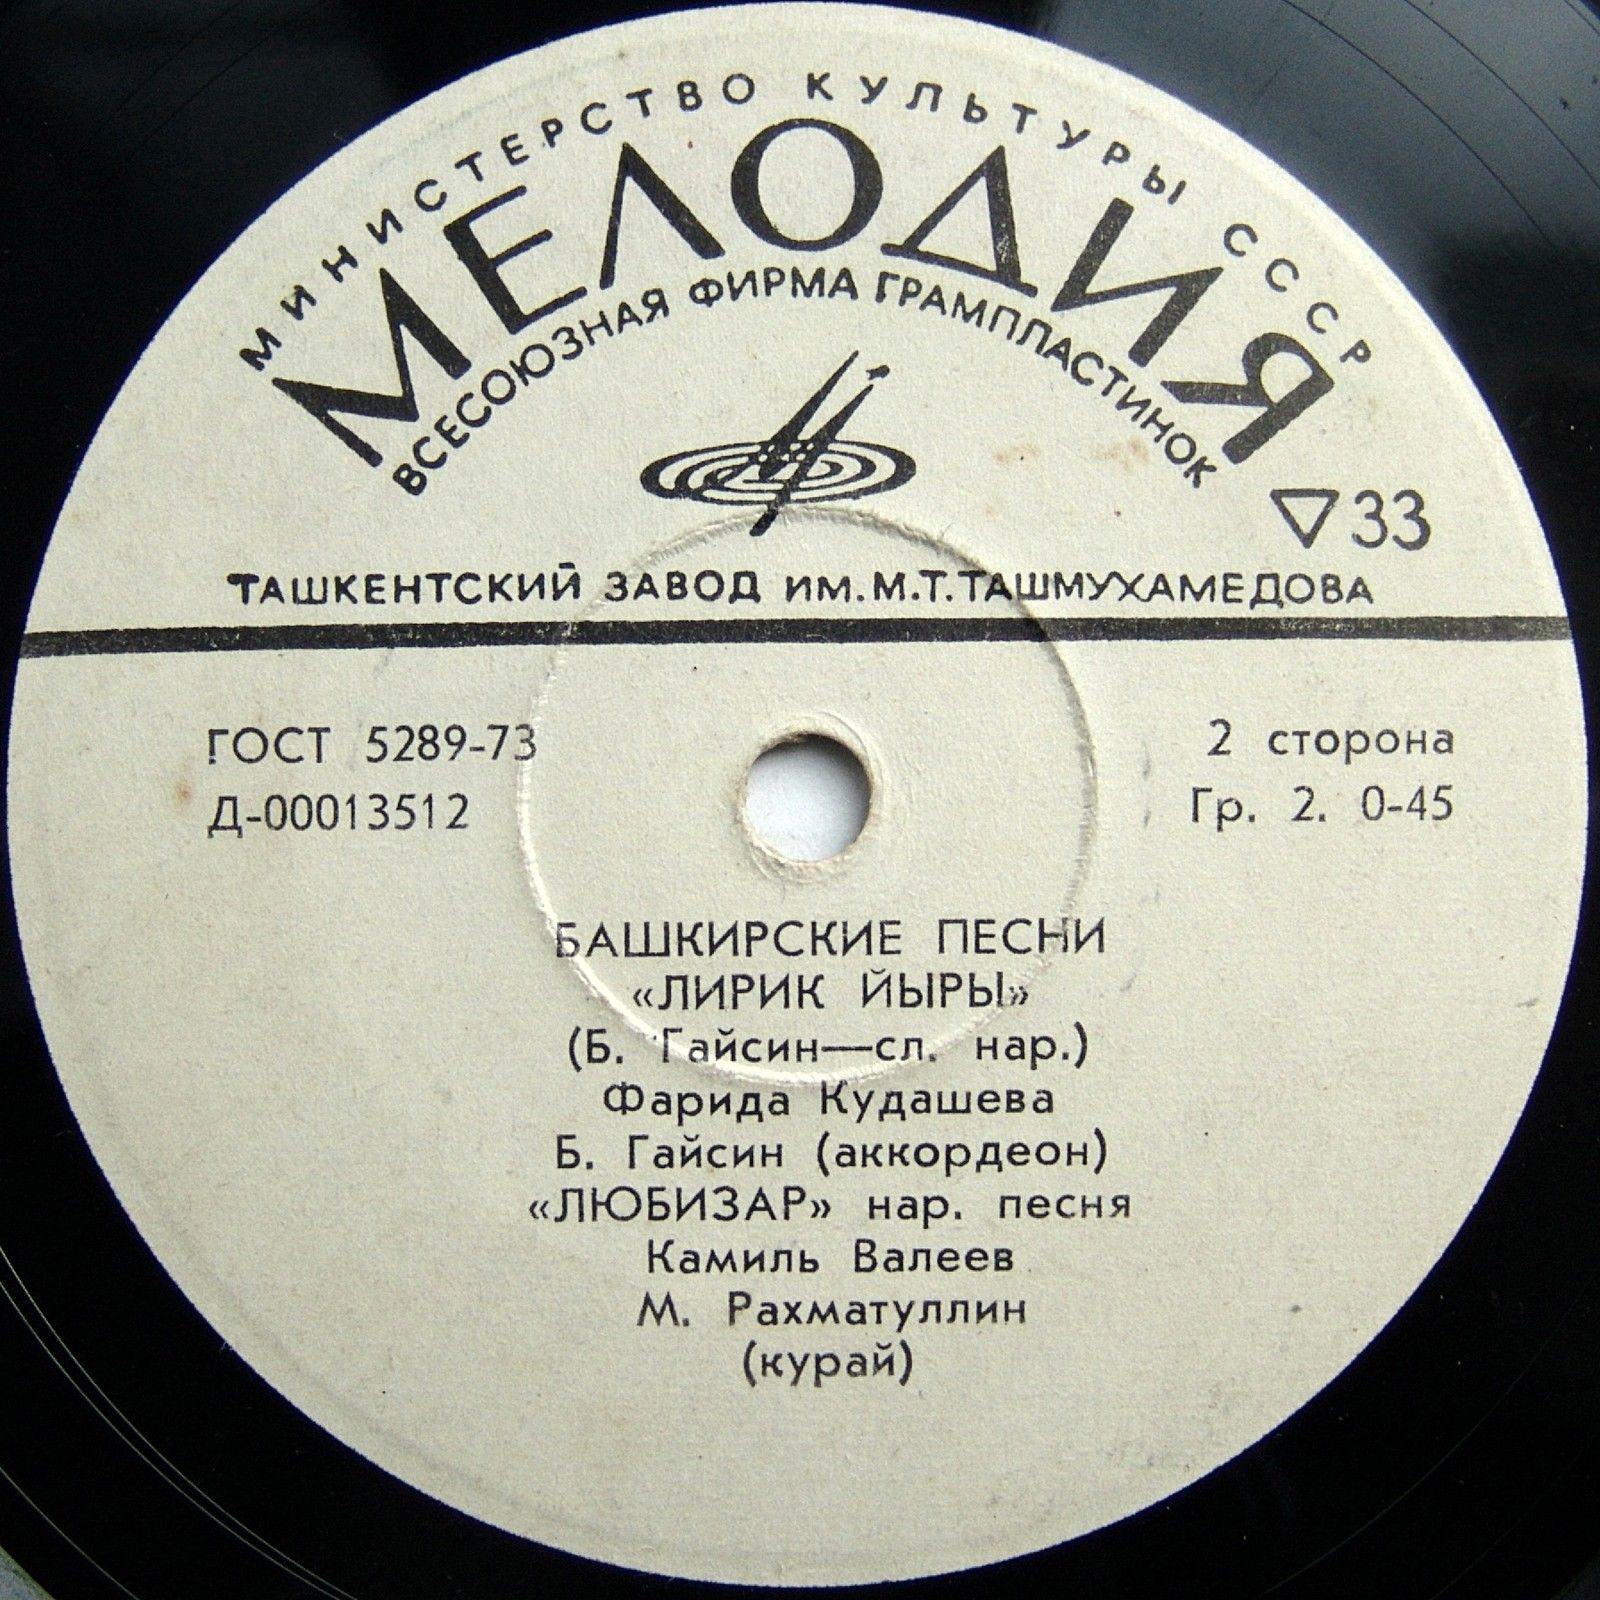 МИНИСТЕРСТВО КУЛЬТУРЫ СССР
МЕЛОДИЯ
ВСЕСОЮЗНАЯ ФИРМА ГРАМПЛАСТИНОК
33
ТАШКЕНТСКИЙ ЗАВОД ИМ.М.Т.ТАШМУХАМЕДОВА
ГОСТ 5289-73
2 сторона
Д-00013512
Гр. 2. 0-45
БАШКИРСКИЕ ПЕСНИ
«ЛИРИК ЙЫРЫ»
(Б. Гайсин—сл. нар.)
Фарида Кудашева
Б. Гайсин (аккордеон)
«ЛЮБИЗАР» нар. песня
Камиль Валеев
М. Рахматуллин
(курай)